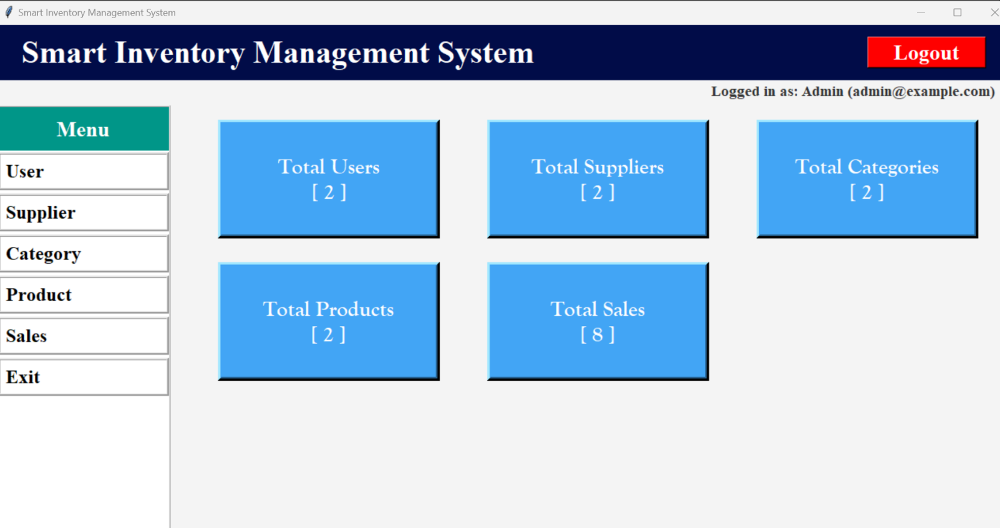 Smart Inventory Management System
Smart Inventory Management System
Logout
Logged in as: Admin (admin@example.com)
Menu
User
Supplier
Category
Product
Sales
Exit
Total Users
[ 2 ]
Total Suppliers
[ 2 ]
Total Categories
[ 2 ]
Total Products
[ 2 ]
Total Sales
[ 8 ]